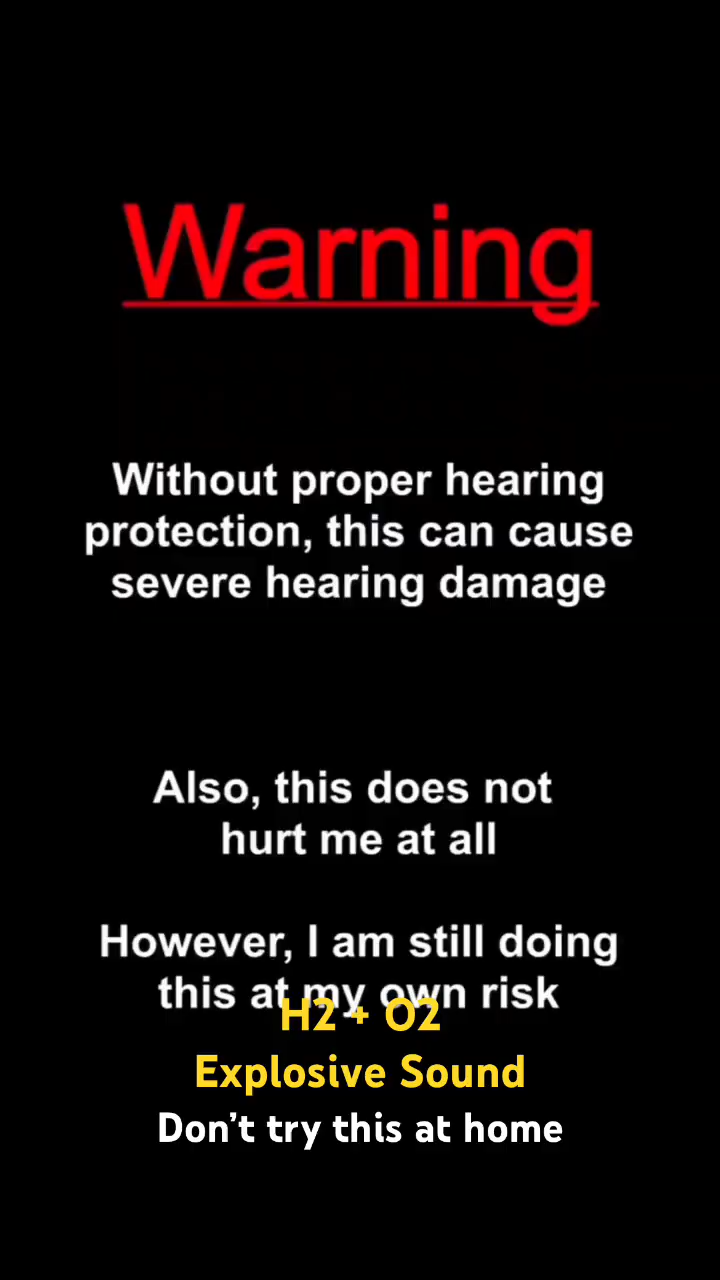 Warning
Without proper hearing
protection, this can cause
severe hearing damage
Also, this does not
hurt me at all
However, I am still doing
this at my own risk
H2 + O2
Explosive Sound
Don’t try this at home